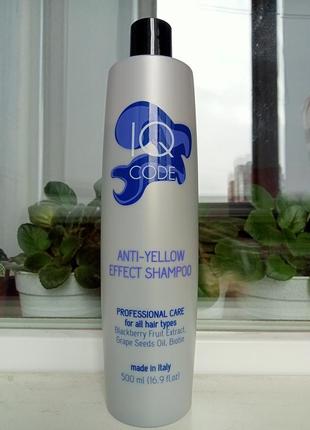 IQ
CODE
ANTI-YELLOW
EFFECT SHAMPOO
PROFESSIONAL CARE
for all hair types
Blackberry Fruit Extract,
Grape Seeds Oil, Biotin
made in Italy
500 ml (16.9 fl.oz)